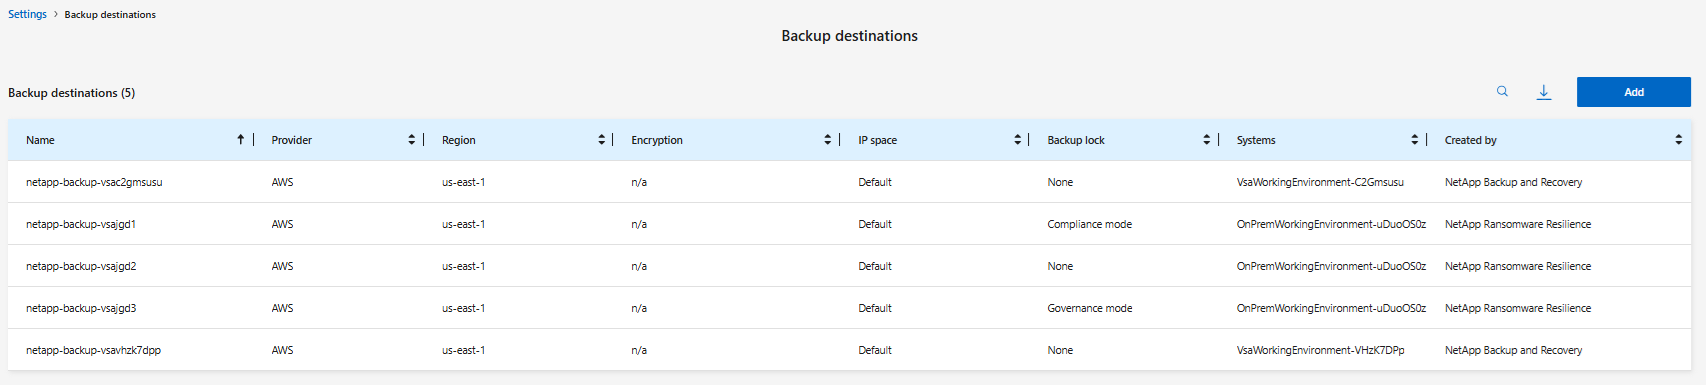 Settings > Backup destinations
Backup destinations
Backup destinations (5)
Add
Name Provider Region Encryption IP space Backup lock Systems Created by
netapp-backup-vsac2gmsusu AWS us-east-1 n/a Default None VsaWorkingEnvironment-C2Gmsusu NetApp Backup and Recovery
netapp-backup-vsajgd1 AWS us-east-1 n/a Default Compliance mode OnPremWorkingEnvironment-uDuoOS0z NetApp Ransomware Resilience
netapp-backup-vsajgd2 AWS us-east-1 n/a Default None OnPremWorkingEnvironment-uDuoOS0z NetApp Ransomware Resilience
netapp-backup-vsajgd3 AWS us-east-1 n/a Default Governance mode OnPremWorkingEnvironment-uDuoOS0z NetApp Ransomware Resilience
netapp-backup-vsavhzk7dpp AWS us-east-1 n/a Default None VsaWorkingEnvironment-VHzK7DPp NetApp Backup and Recovery